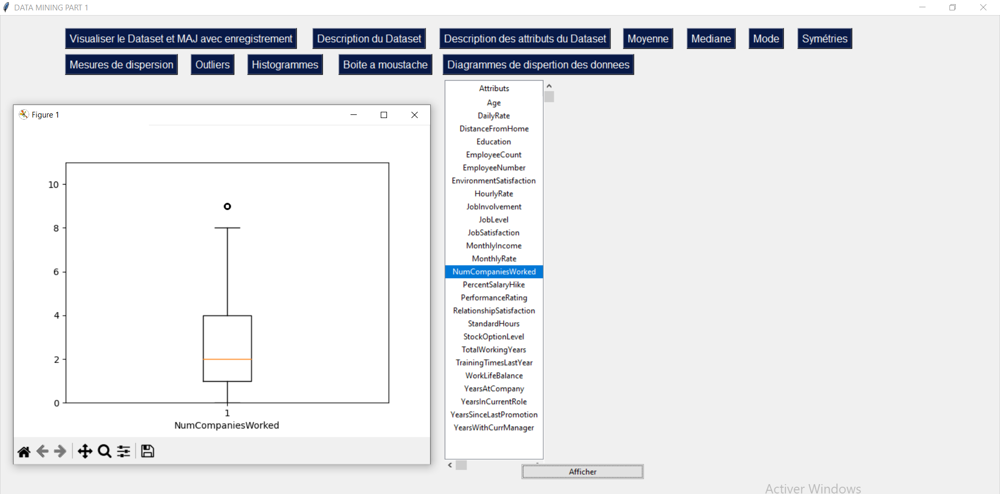 DATA MINING PART 1
Visualiser le Dataset et MAJ avec enregistrement Description du Dataset Description des attributs du Dataset Moyenne Mediane Mode Symétries
Mesures de dispersion Outliers Histogrammes Boite a moustache Diagrammes de dispertion des donnees
Figure 1
10
8
6
4
2
0
1
NumCompaniesWorked
Attributs
Age
DailyRate
DistanceFromHome
Education
EmployeeCount
EmployeeNumber
EnvironmentSatisfaction
HourlyRate
JobInvolvement
JobLevel
JobSatisfaction
MonthlyIncome
MonthlyRate
NumCompaniesWorked
PercentSalaryHike
PerformanceRating
RelationshipSatisfaction
StandardHours
StockOptionLevel
TotalWorkingYears
TrainingTimesLastYear
WorkLifeBalance
YearsAtCompany
YearsInCurrentRole
YearsSinceLastPromotion
YearsWithCurrManager
Afficher
Activer Windows